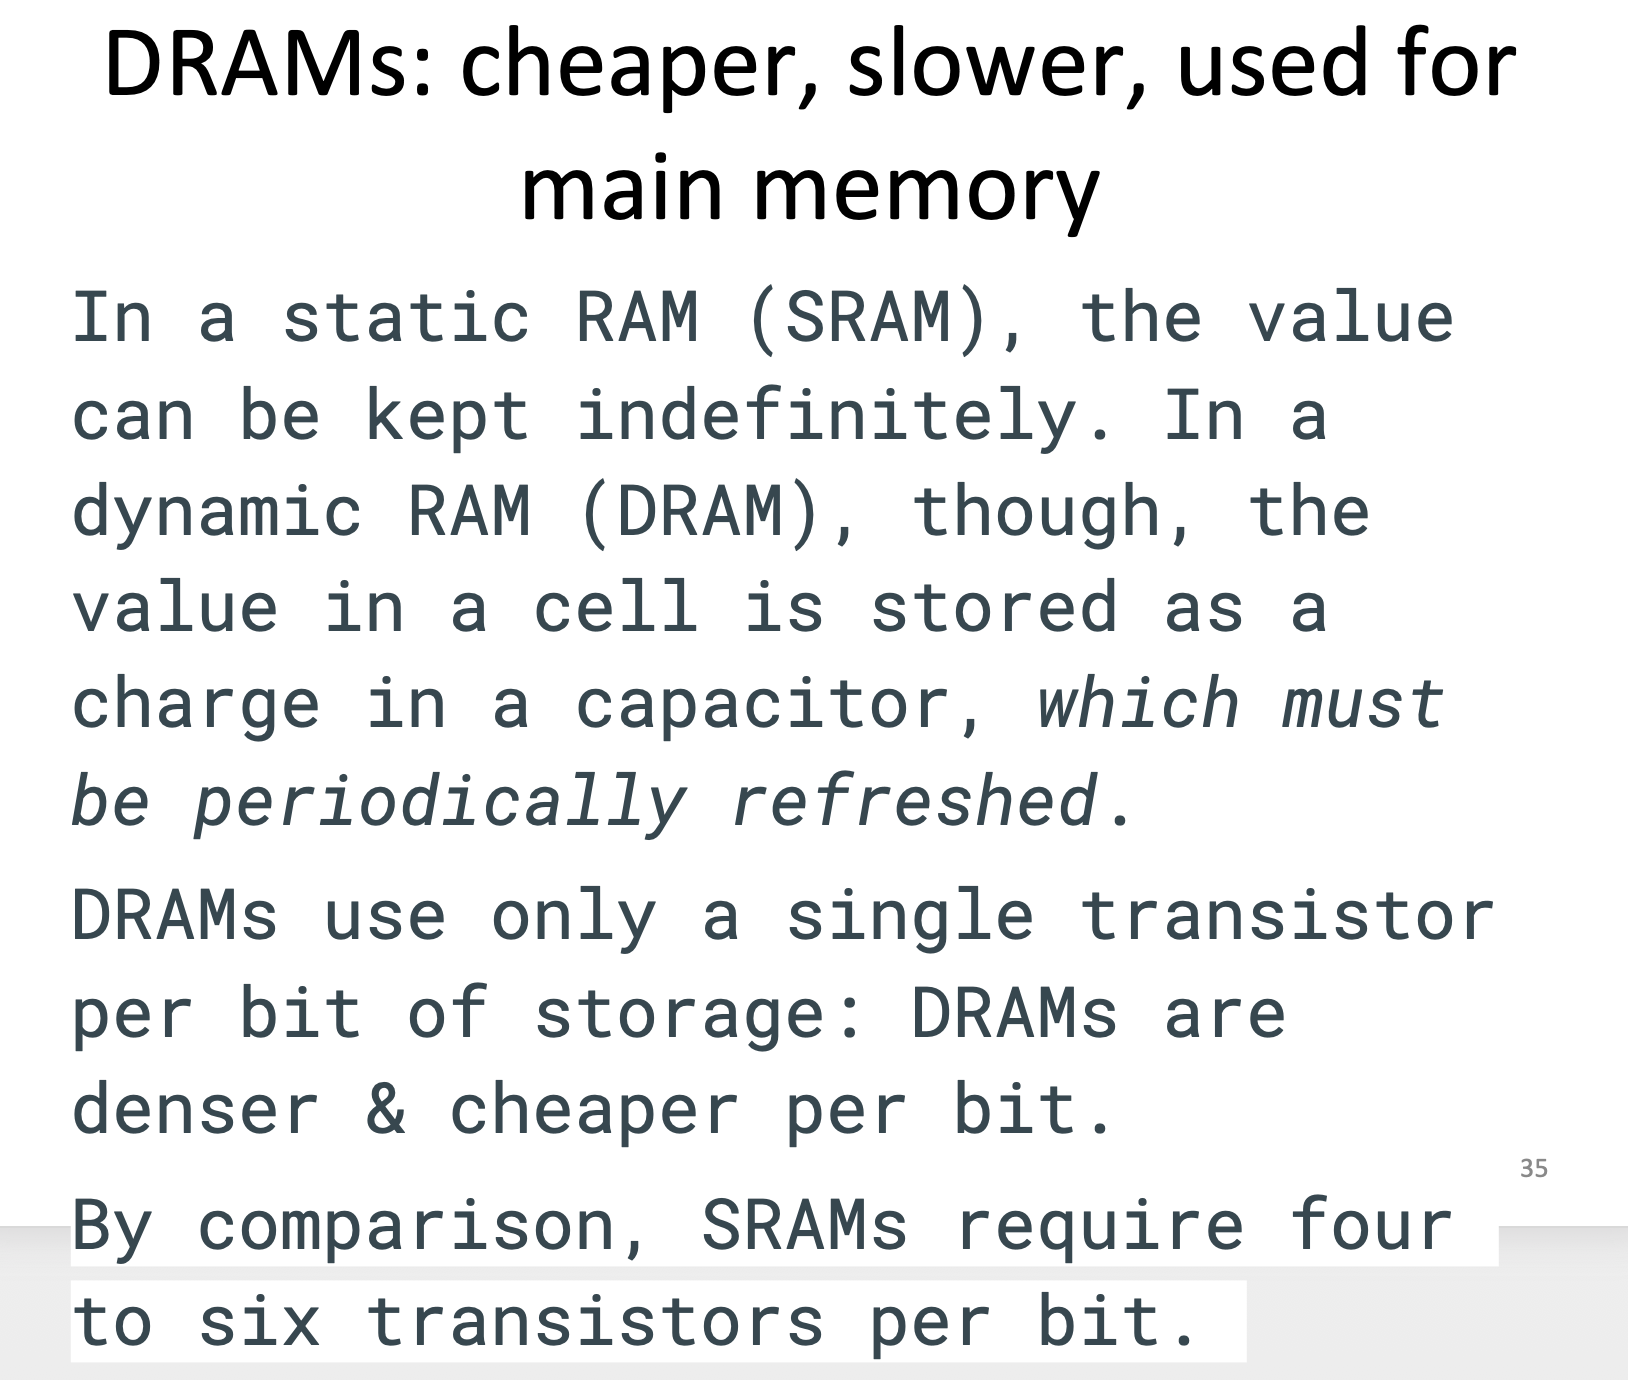 DRAMs: cheaper, slower, used for
main memory
In a static RAM (SRAM), the value
can be kept indefinitely. In a
dynamic RAM (DRAM), though, the
value in a cell is stored as a
charge in a capacitor, which must
be periodically refreshed.
DRAMs use only a single transistor
per bit of storage: DRAMs are
denser & cheaper per bit.
35
By comparison, SRAMs require four
to six transistors per bit.